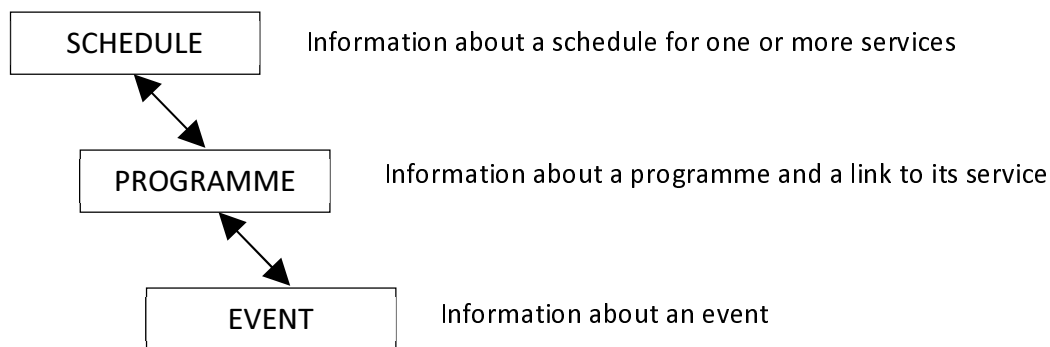 SCHEDULE Information about a schedule for one or more services
PROGRAMME Information about a programme and a link to its service
EVENT Information about an event